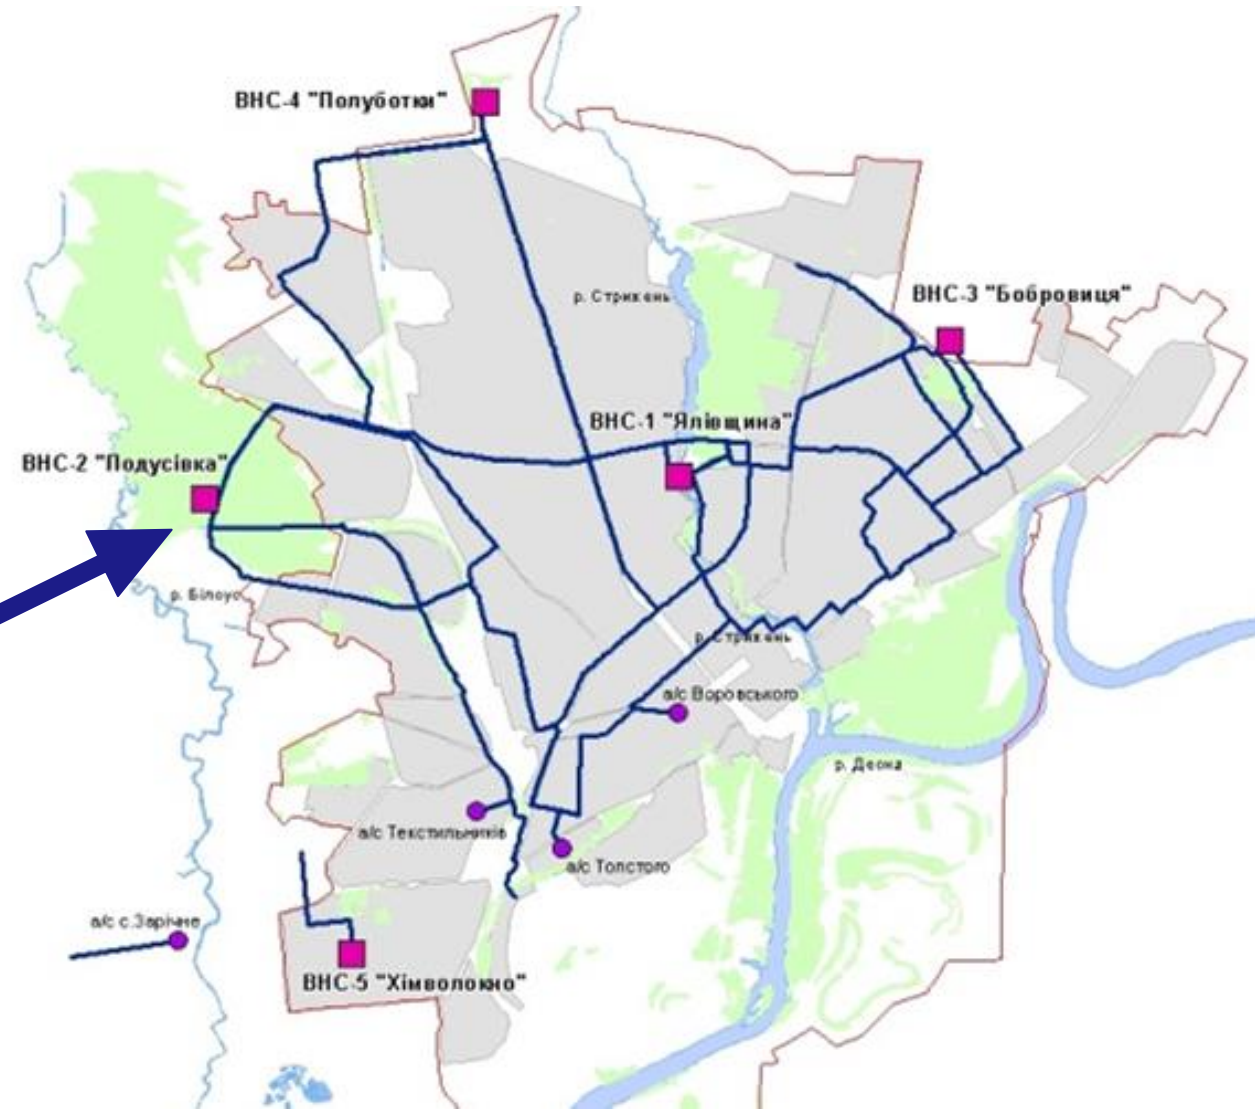 ВНС-4 "Полуботки"
р. Стрижень
ВНС-3 "Бобровиця"
ВНС-1 "Ялівщина"
ВНС-2 "Подусівка"
р. Білоус
р. Стрижень
а/с Воровського
р. Десна
а/с Текстильників
а/с Толстого
а/с с.Зарічне
ВНС-5 "Хімволокно"